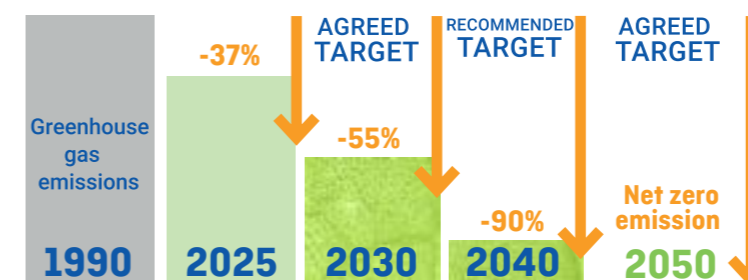 Greenhouse
gas
emissions
1990
-37%
2025
AGREED
TARGET
-55%
2030
RECOMMENDED
TARGET
-90%
2040
AGREED
TARGET
Net zero
emission
2050